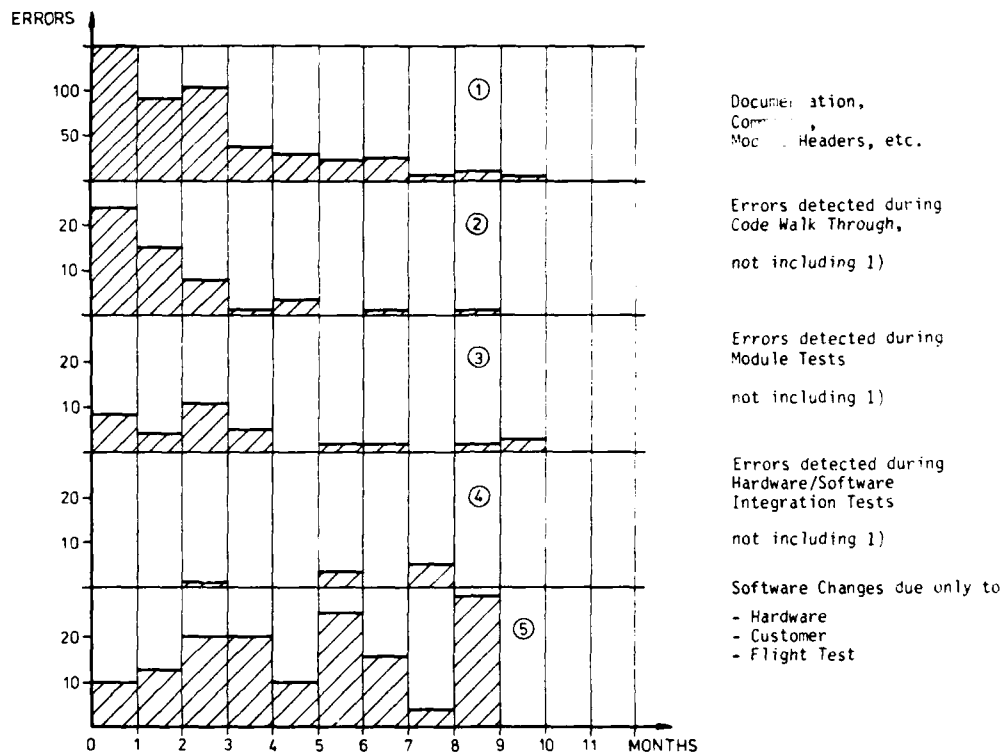 ERRORS
100
50
①
ation,
Headers, etc.
20
10
②
Errors detected during
Code Walk Through,
not including 1)
20
10
③
Errors detected during
Module Tests
not including 1)
20
10
④
Errors detected during
Hardware/Software
Integration Tests
not including 1)
20
10
⑤
Software Changes due only to
- Hardware
- Customer
- Flight Test
0 1 2 3 4 5 6 7 8 9 10 11 12 MONTHS